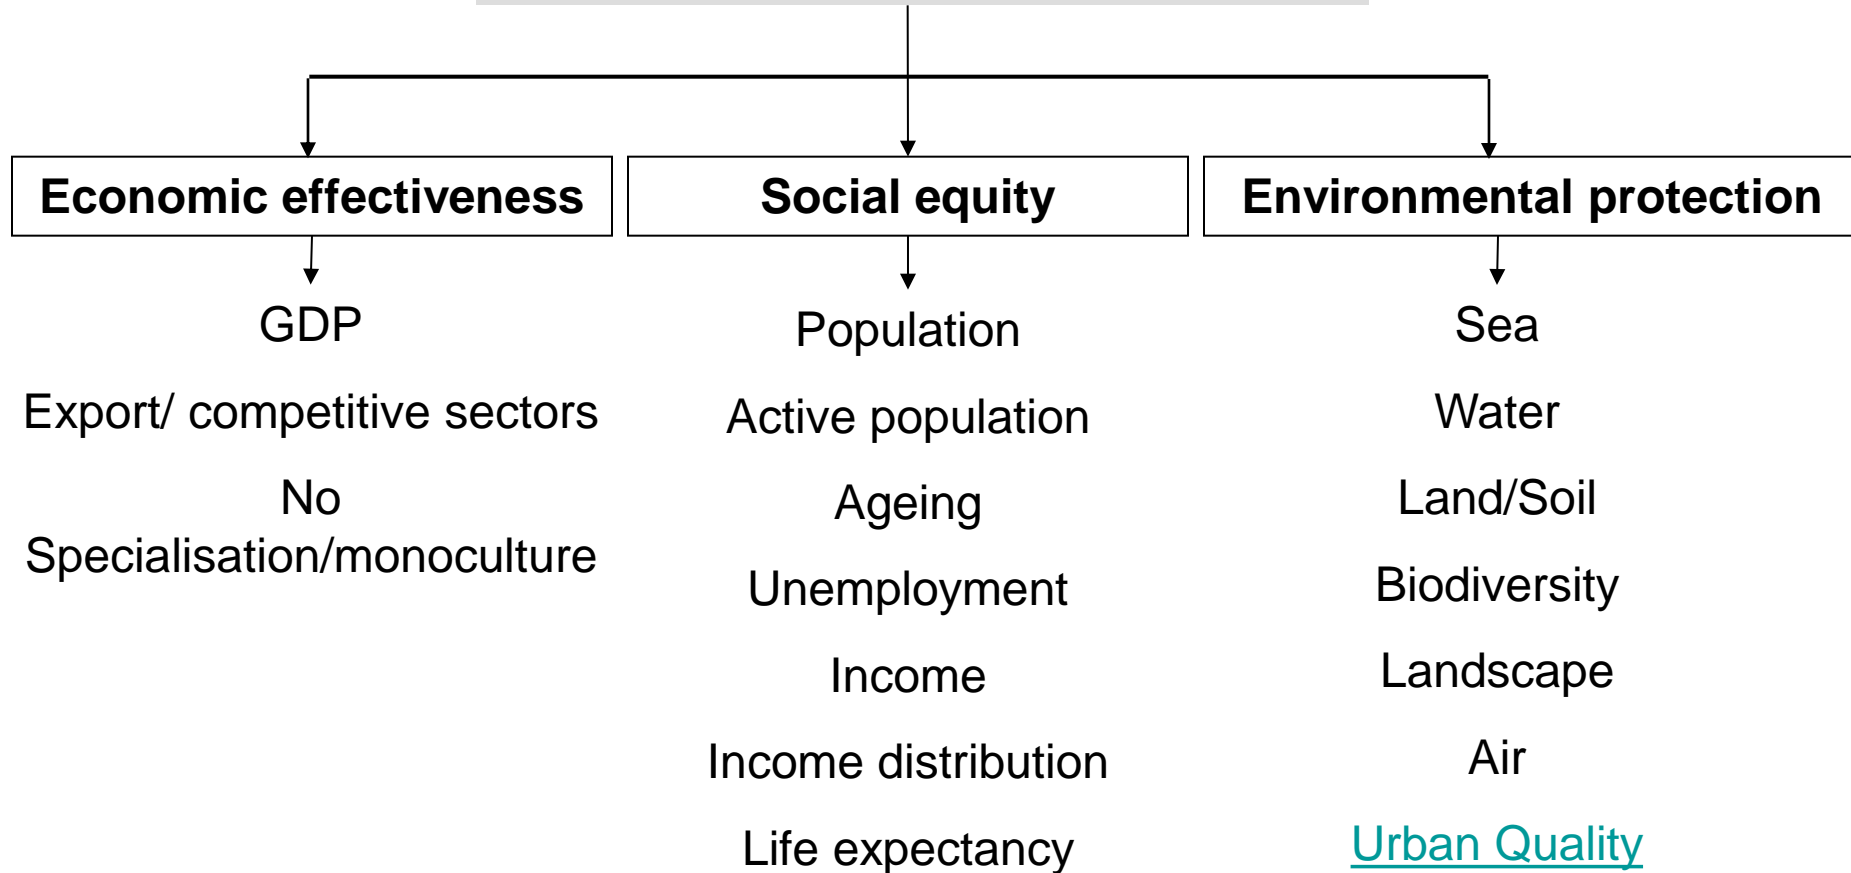 Economic effectiveness
Social equity
Environmental protection
GDP
Export/ competitive sectors
No
Specialisation/monoculture
Population
Active population
Ageing
Unemployment
Income
Income distribution
Life expectancy
Sea
Water
Land/Soil
Biodiversity
Landscape
Air
Urban Quality